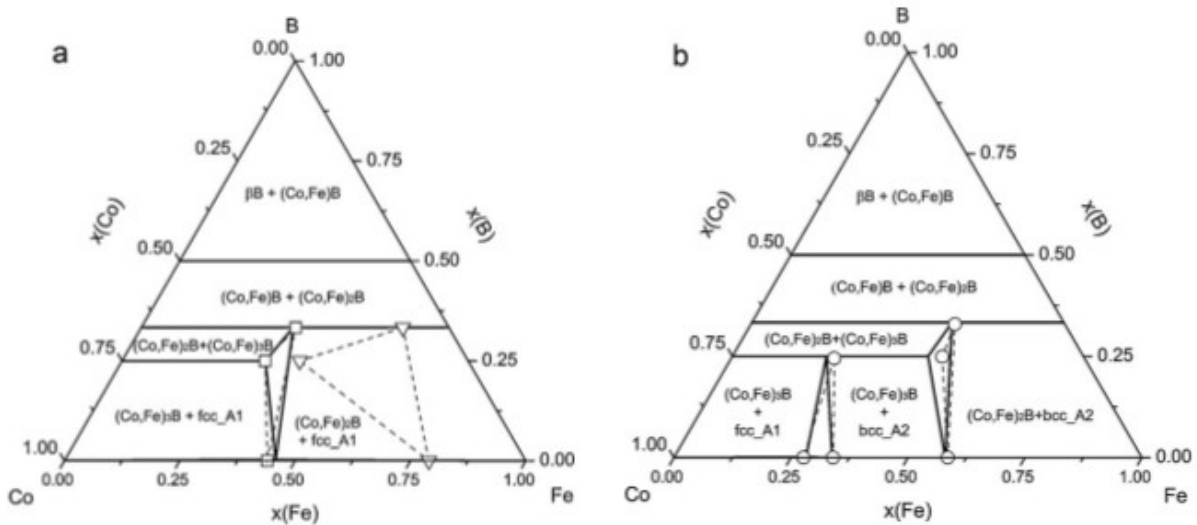 a
B
0.00
1.00
0.25
0.75
βB + (Co,Fe)B
x(Co)
x(B)
0.50
0.50
(Co,Fe)B + (Co,Fe)₂B
0.75
(Co,Fe)₂B+(Co,Fe)₃B
0.25
(Co,Fe)₃B + fcc_A1
(Co,Fe)₂B
+ fcc_A1
1.00
0.00
0.00
0.25
0.50
0.75
1.00
Co
Fe
x(Fe)
b
B
0.00
1.00
0.25
0.75
βB + (Co,Fe)B
x(Co)
x(B)
0.50
0.50
(Co,Fe)B + (Co,Fe)₂B
(Co,Fe)₂B+(Co,Fe)₃B
0.75
0.25
(Co,Fe)₃B
+
fcc_A1
(Co,Fe)₃B
+
bcc_A2
(Co,Fe)₂B+bcc_A2
1.00
0.00
0.00
0.25
0.50
0.75
1.00
Co
Fe
x(Fe)